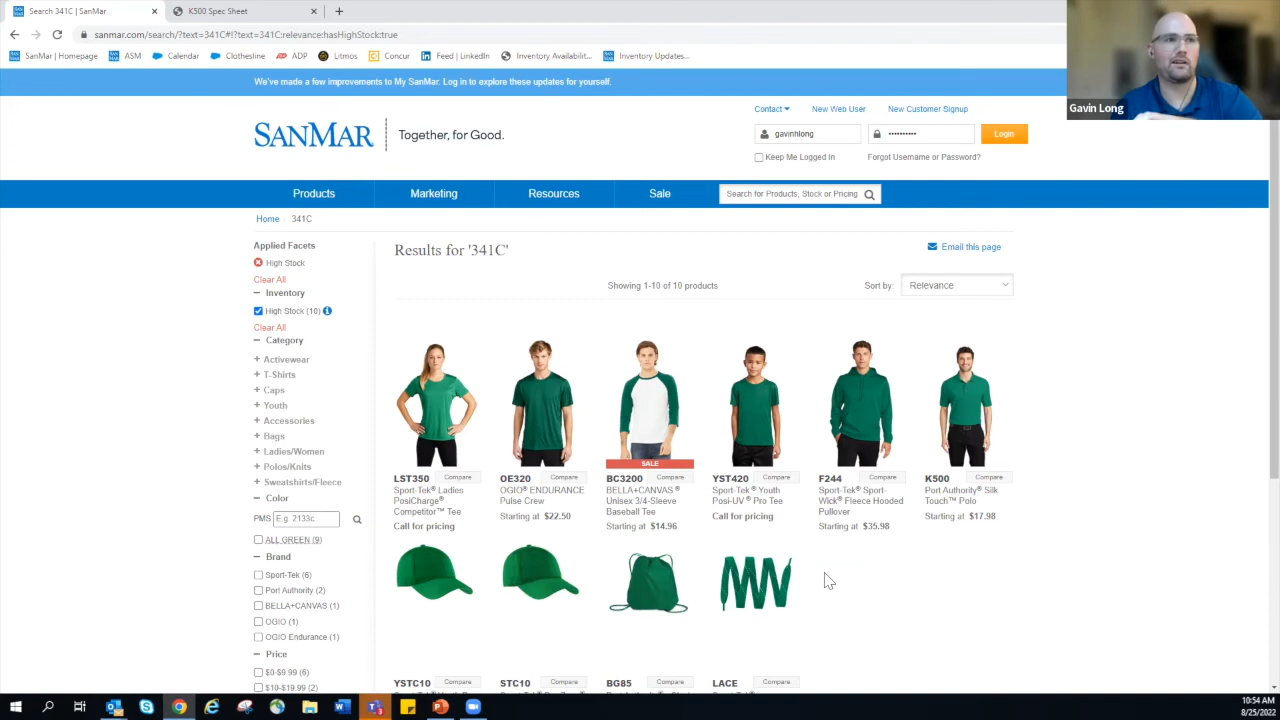 Search 341C | SanMar
K500 Spec Sheet
sanmar.com/search/?text=341C#!?text=341C:relevance:hasHighStock:true
SanMar | Homepage
ASM
Calendar
Clothesline
ADP
Litmos
Concur
Feed | LinkedIn
Inventory Availabilit...
Inventory Updates...
Gavin Long
We've made a few improvements to My SanMar. Log in to explore these updates for yourself.
Contact
New Web User
New Customer Signup
SANMAR
Together, for Good.
gavinhlong
••••••••••
Login
Keep Me Logged In
Forgot Username or Password?
Products
Marketing
Resources
Sale
Search for Products, Stock or Pricing
Home
341C
Applied Facets
High Stock
Clear All
Inventory
High Stock (10)
Clear All
Category
Activewear
T-Shirts
Caps
Youth
Accessories
Bags
Ladies/Women
Polos/Knits
Sweatshirts/Fleece
Color
PMS E.g. 2133c
ALL GREEN (9)
Brand
Sport-Tek (6)
Port Authority (2)
BELLA+CANVAS (1)
OGIO (1)
OGIO Endurance (1)
Price
$0-$9.99 (6)
$10-$19.99 (2)
Results for '341C'
Email this page
Showing 1-10 of 10 products
Sort by: Relevance
LST350 Compare
Sport-Tek® Ladies
PosiCharge®
Competitor™ Tee
Call for pricing
OE320 Compare
OGIO® ENDURANCE
Pulse Crew
Starting at $22.50
SALE
BC3200 Compare
BELLA+CANVAS ®
Unisex 3/4-Sleeve
Baseball Tee
Starting at $14.96
YST420 Compare
Sport-Tek ® Youth
Posi-UV ® Pro Tee
Call for pricing
F244 Compare
Sport-Tek® Sport-
Wick® Fleece Hooded
Pullover
Starting at $35.98
K500 Compare
Port Authority® Silk
Touch™ Polo
Starting at $17.98
YSTC10 Compare
STC10 Compare
BG85 Compare
LACE Compare
10:54 AM
8/25/2022